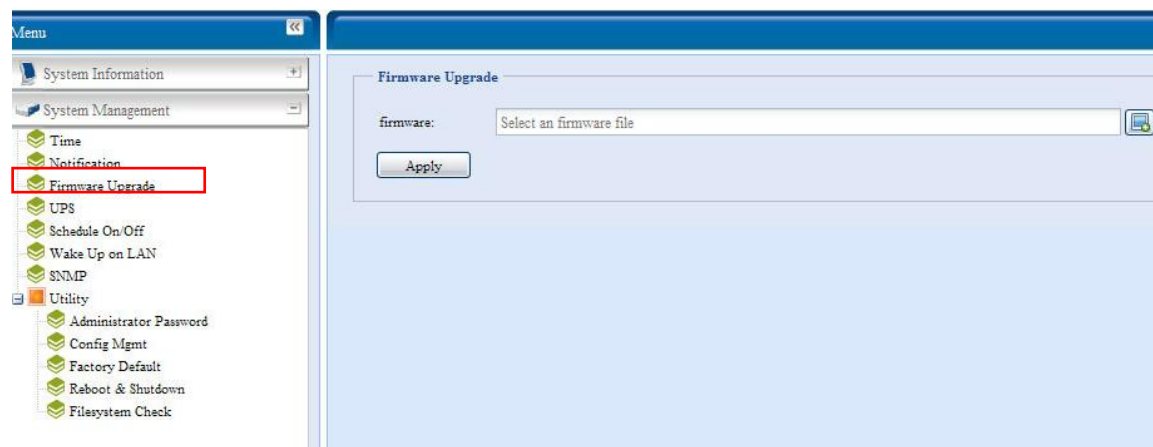 Menu
System Information
System Management
Time
Notification
Firmware Upgrade
UPS
Schedule On/Off
Wake Up on LAN
SNMP
Utility
Administrator Password
Config Mgmt
Factory Default
Reboot & Shutdown
Filesystem Check
Firmware Upgrade
firmware: Select an firmware file
Apply